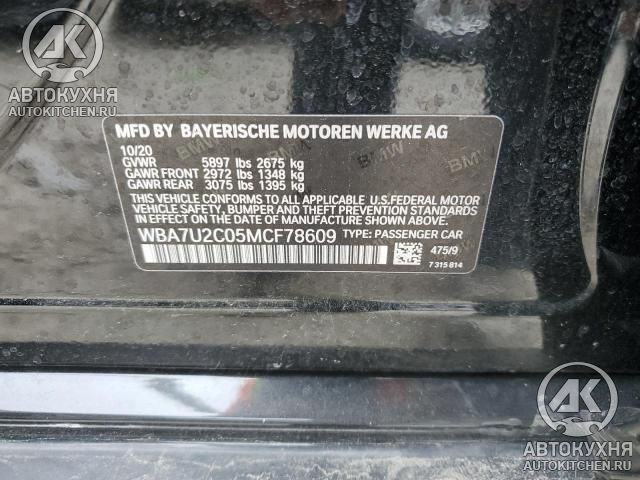 АВТОКУХНЯ
AUTOKITCHEN.RU
MFD BY BAYERISCHE MOTOREN WERKE AG
10/20
GVWR 5897 lbs 2675 kg
GAWR FRONT 2972 lbs 1348 kg
GAWR REAR 3075 lbs 1395 kg
THIS VEHICLE CONFORMS TO ALL APPLICABLE U.S.FEDERAL MOTOR
VEHICLE SAFETY, BUMPER, AND THEFT PREVENTION STANDARDS IN
EFFECT ON THE DATE OF MANUFACTURE SHOWN ABOVE.
WBA7U2C05MCF78609 TYPE: PASSENGER CAR
475/9
7315814
АВТОКУХНЯ
AUTOKITCHEN.RU